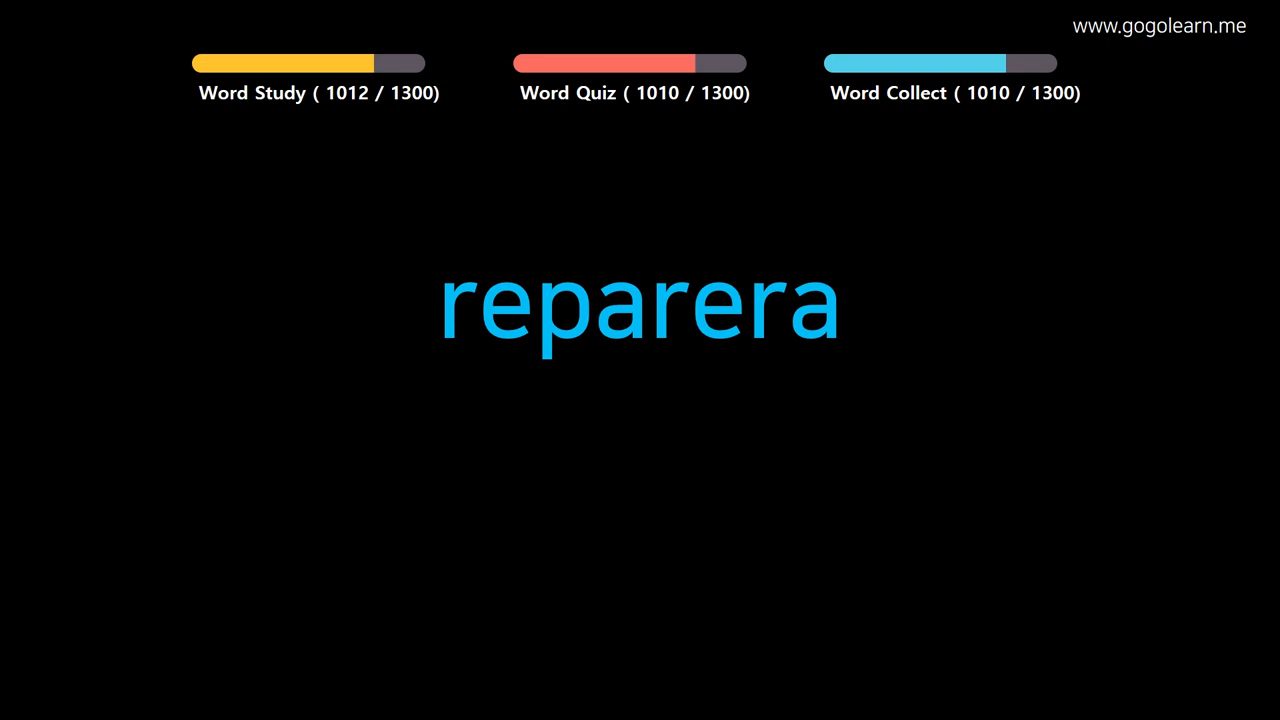 www.gogolearn.me
Word Study ( 1012 / 1300)
Word Quiz ( 1010 / 1300)
Word Collect ( 1010 / 1300)
reparera